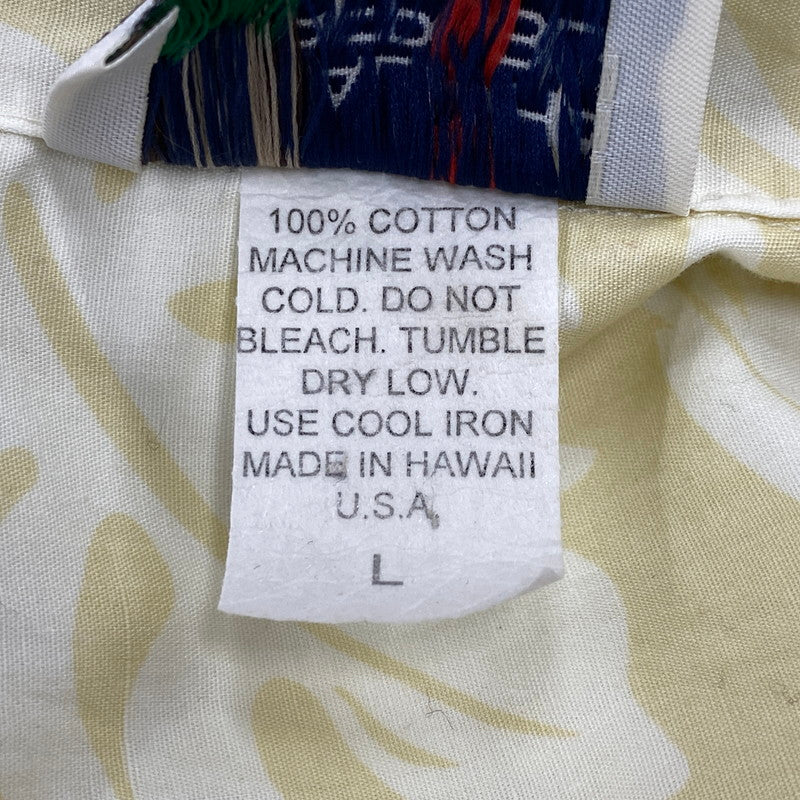 100% COTTON
MACHINE WASH
COLD. DO NOT
BLEACH. TUMBLE
DRY LOW.
USE COOL IRON
MADE IN HAWAII
U.S.A.
L